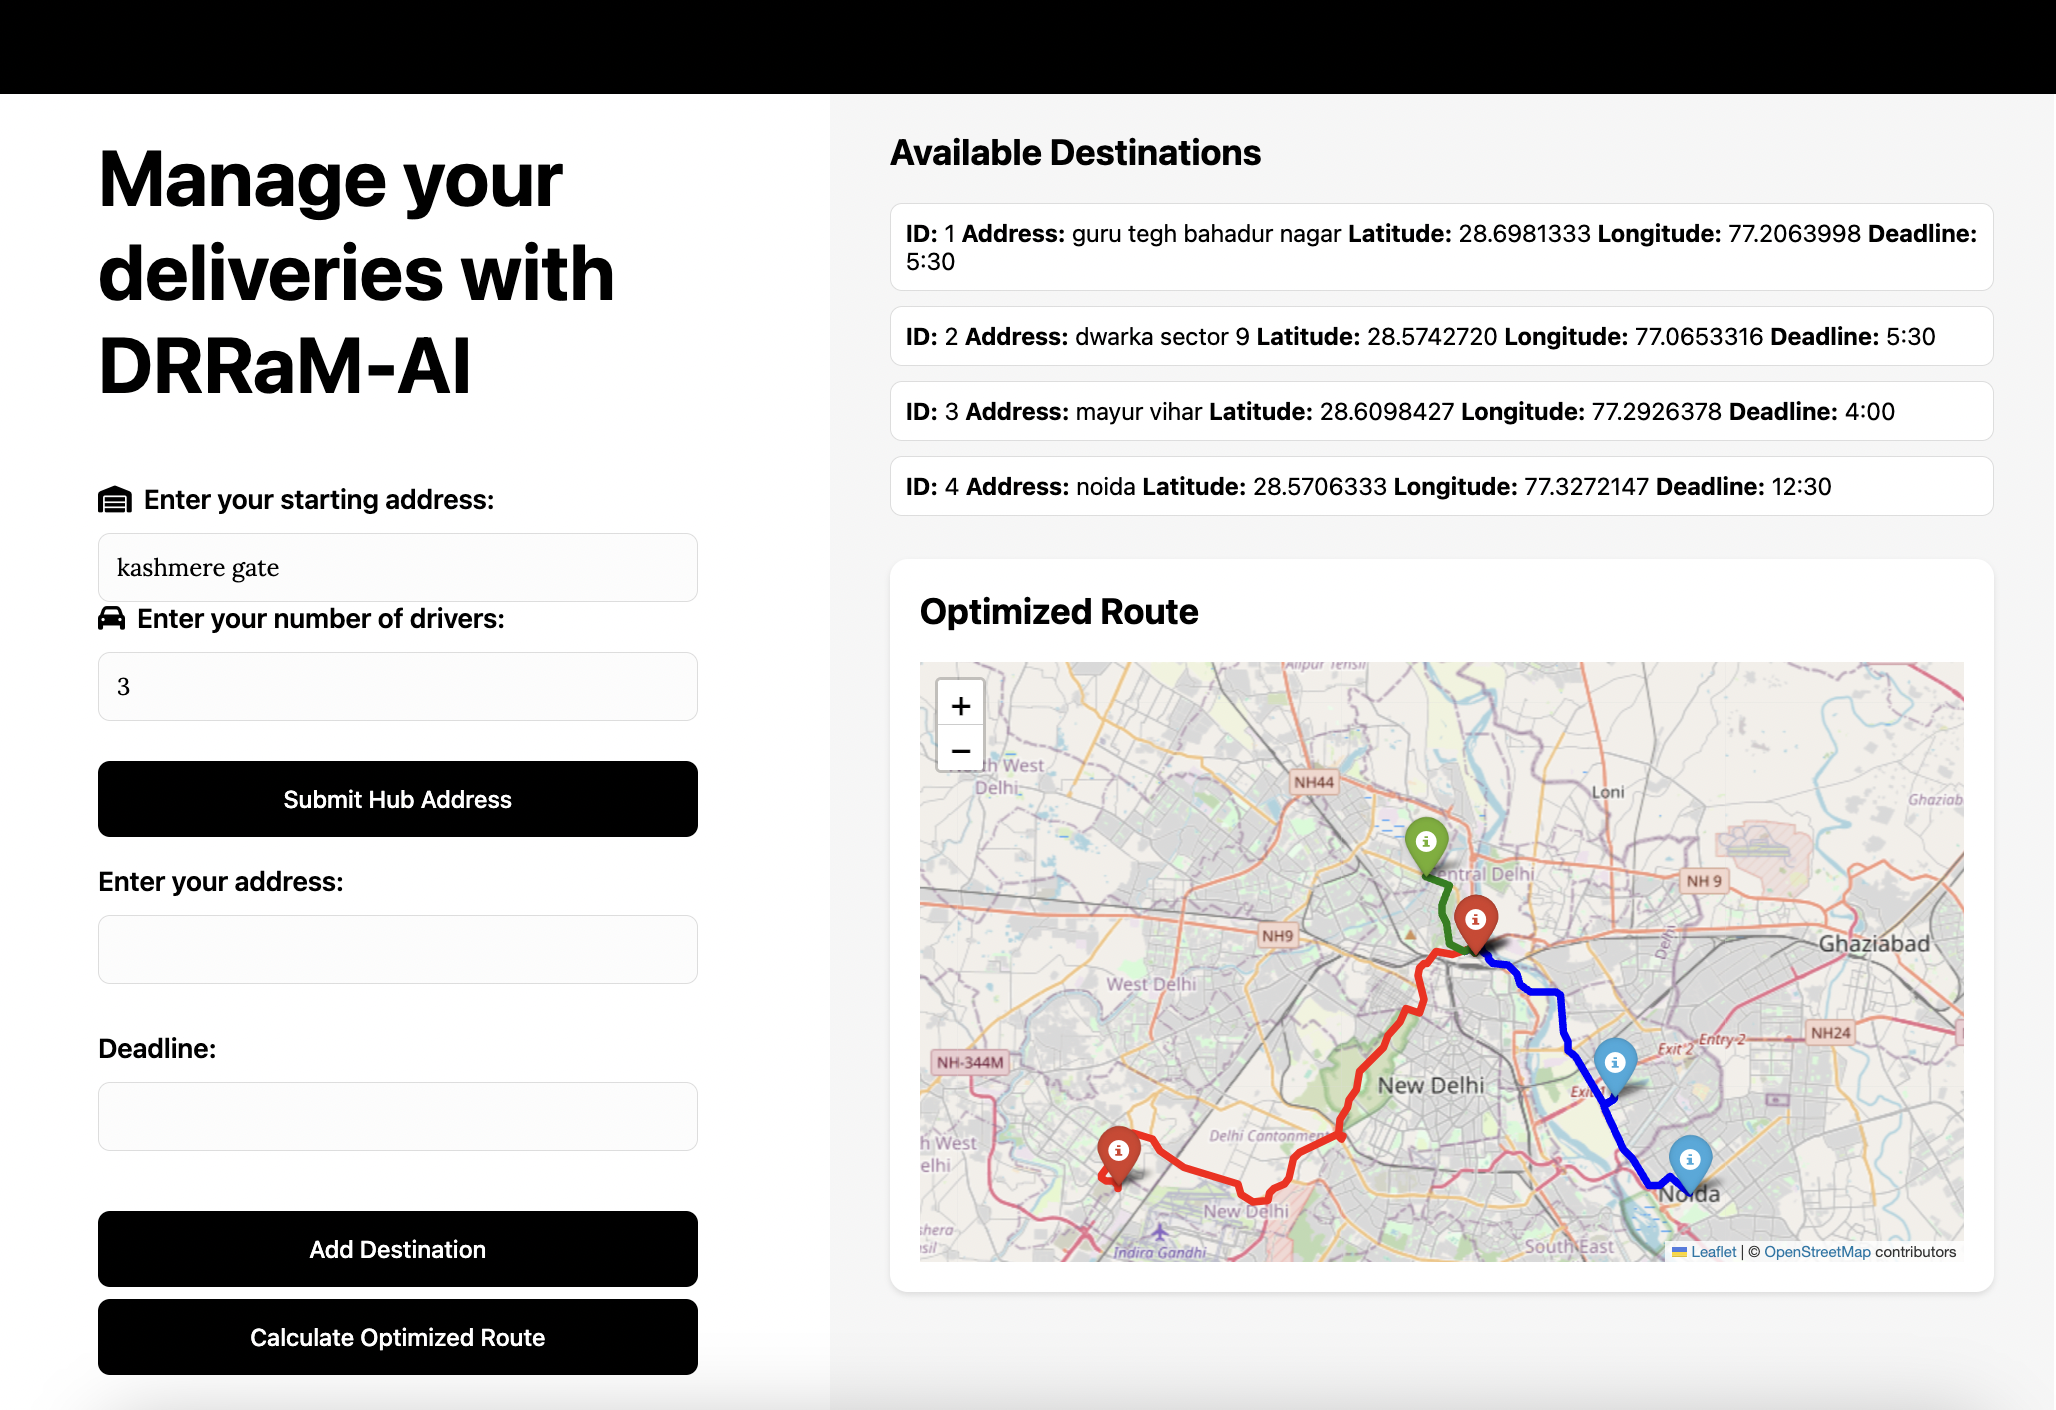 Manage your
deliveries with
DRRaM-AI
Enter your starting address:
kashmere gate
Enter your number of drivers:
3
Submit Hub Address
Enter your address:
Deadline:
Add Destination
Calculate Optimized Route
Available Destinations
ID: 1 Address: guru tegh bahadur nagar Latitude: 28.6981333 Longitude: 77.2063998 Deadline:
5:30
ID: 2 Address: dwarka sector 9 Latitude: 28.5742720 Longitude: 77.0653316 Deadline: 5:30
ID: 3 Address: mayur vihar Latitude: 28.6098427 Longitude: 77.2926378 Deadline: 4:00
ID: 4 Address: noida Latitude: 28.5706333 Longitude: 77.3272147 Deadline: 12:30
Optimized Route
+
−
th West
Delhi
NH44
Loni
Ghaziab
entral Delhi
NH 9
NH9
Delhi
Ghaziabad
West Delhi
NH24
Exit 2
Entry 2
NH-344M
New Delhi
Delhi Cantonment
h West
elhi
Noida
New Delhi
Indira Gandhi
South East
Leaflet | © OpenStreetMap contributors